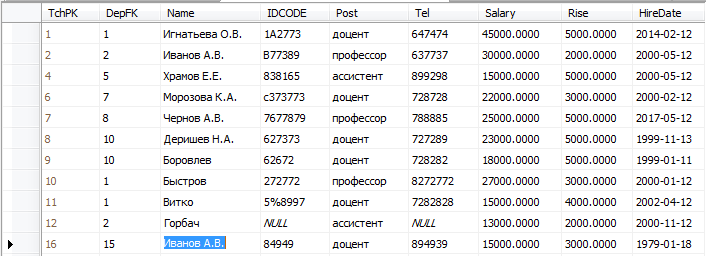 TchPK DepFK Name IDCODE Post Tel Salary Rise HireDate
1 1 Игнатьева О.В. 1A2773 доцент 647474 45000.0000 5000.0000 2014-02-12
2 2 Иванов А.В. B77389 профессор 637737 30000.0000 2000.0000 2000-05-12
4 5 Храмов Е.Е. 838165 ассистент 899298 15000.0000 5000.0000 2000-05-12
6 7 Морозова К.А. c373773 доцент 728728 22000.0000 3000.0000 2000-02-12
7 8 Чернов А.В. 7677879 профессор 788885 25000.0000 5000.0000 2017-05-12
8 10 Деришев Н.А. 627373 доцент 727289 23000.0000 5000.0000 1999-11-13
9 10 Боровлев 62672 доцент 728282 18000.0000 5000.0000 1999-01-11
10 1 Быстров 272772 профессор 8272772 27000.0000 3000.0000 2000-01-12
11 1 Витко 5%8997 доцент 7282828 15000.0000 4000.0000 2002-04-12
12 2 Горбач NULL ассистент NULL 13000.0000 2000.0000 2000-11-12
16 15 Иванов А.В. 84949 доцент 894939 15000.0000 3000.0000 1979-01-18